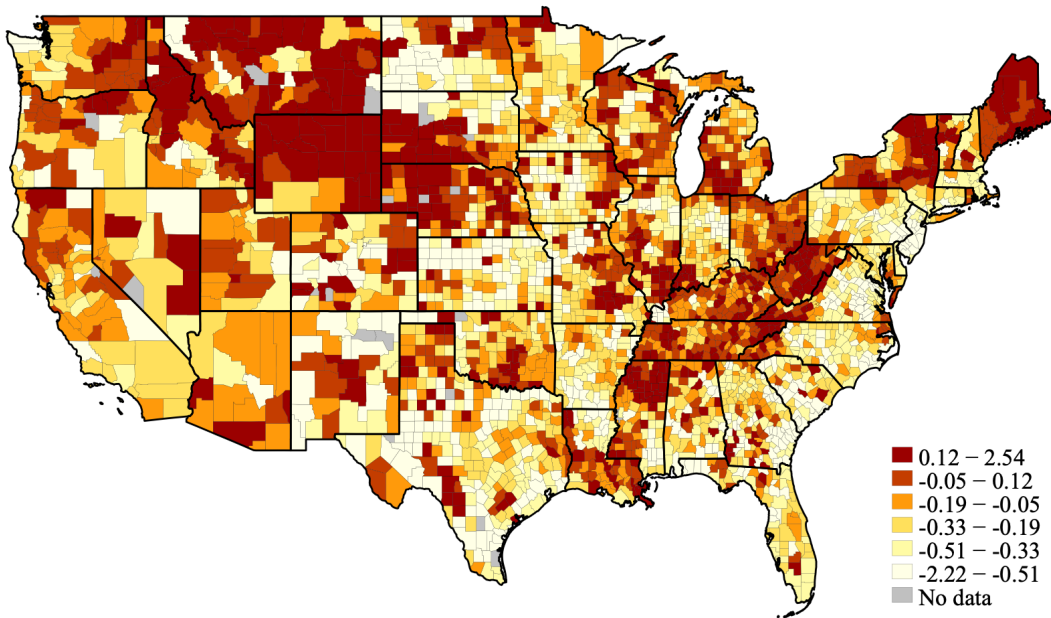 0.12 − 2.54
-0.05 − 0.12
-0.19 − -0.05
-0.33 − -0.19
-0.51 − -0.33
-2.22 − -0.51
No data